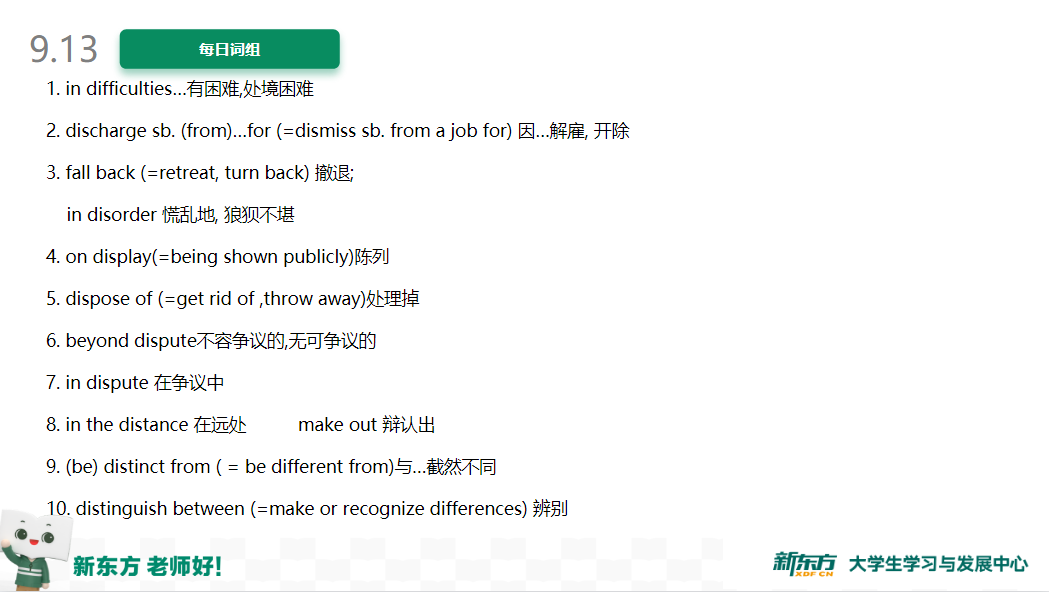 9.13 每日词组
1. in difficulties...有困难,处境困难
2. discharge sb. (from)...for (=dismiss sb. from a job for) 因...解雇, 开除
3. fall back (=retreat, turn back) 撤退;
in disorder 慌乱地, 狼狈不堪
4. on display(=being shown publicly)陈列
5. dispose of (=get rid of ,throw away)处理掉
6. beyond dispute不容争议的,无可争议的
7. in dispute 在争议中
8. in the distance 在远处 make out 辩认出
9. (be) distinct from ( = be different from)与...截然不同
10. distinguish between (=make or recognize differences) 辨别
新东方 老师好!
新东方 XDF.CN 大学生学习与发展中心